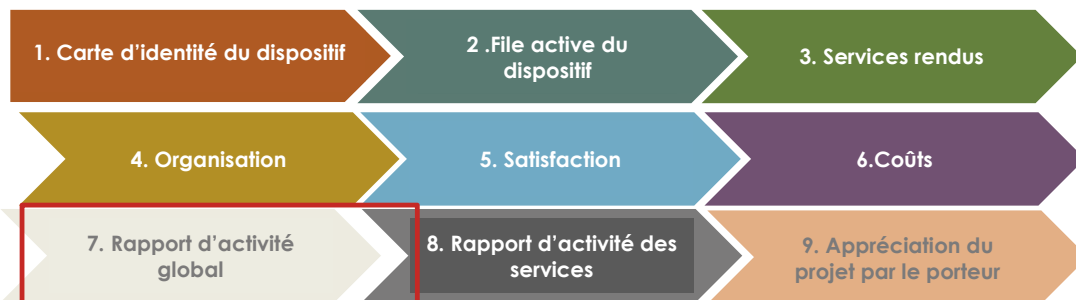 1. Carte d'identité du dispositif
2 .File active du
dispositif
3. Services rendus
4. Organisation
5. Satisfaction
6.Coûts
7. Rapport d'activité
global
8. Rapport d'activité des
services
9. Appréciation du
projet par le porteur